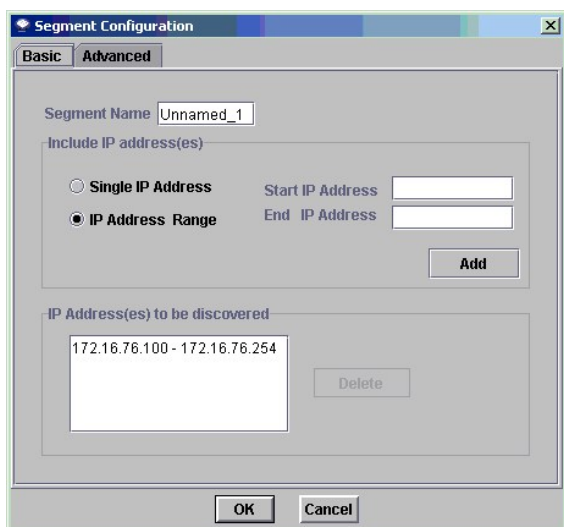 Segment Configuration
Basic Advanced
Segment Name Unnamed_1
Include IP address(es)
Single IP Address Start IP Address
IP Address Range End IP Address
Add
IP Address(es) to be discovered
172.16.76.100 - 172.16.76.254
Delete
OK Cancel